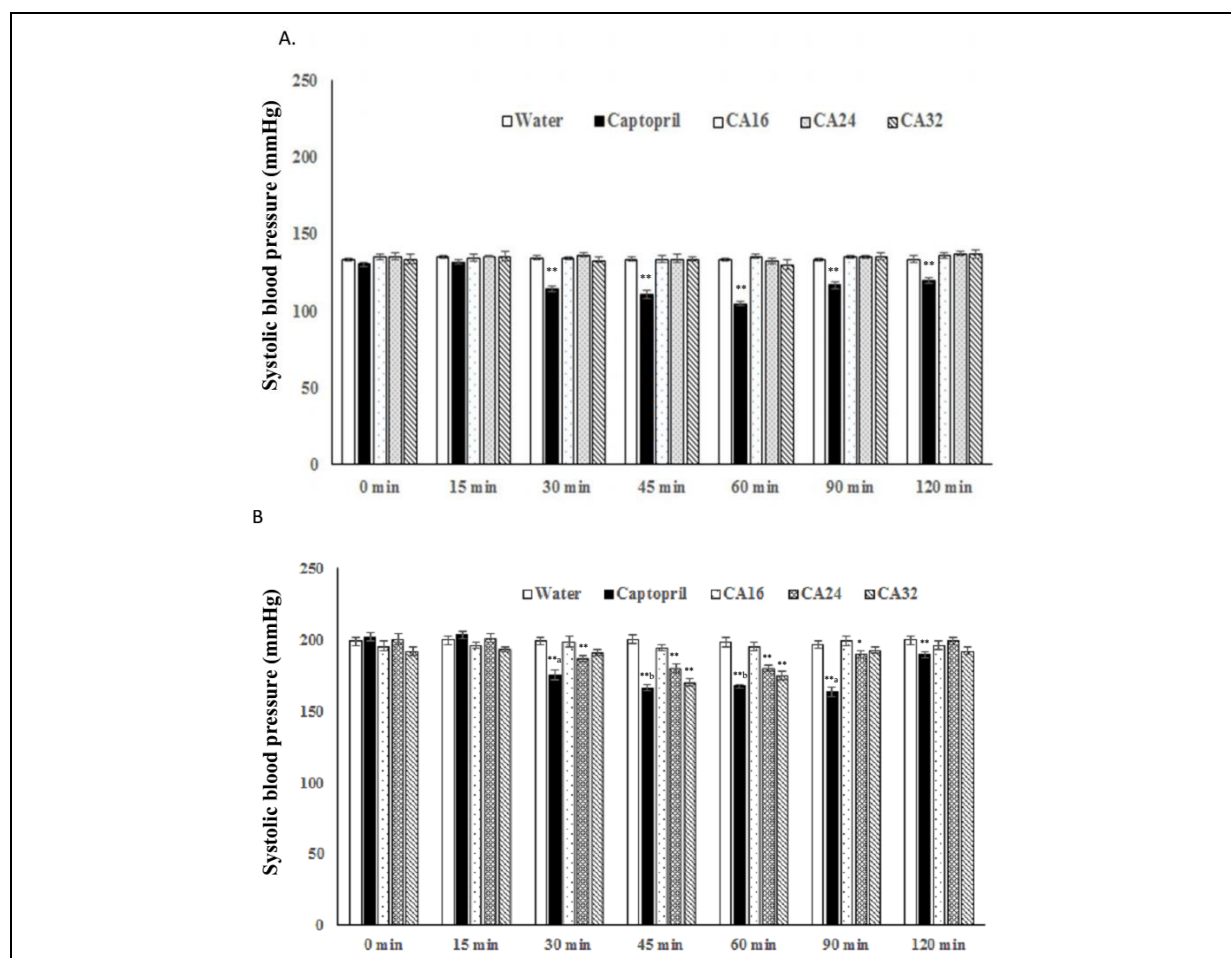 A.
Systolic blood pressure (mmHg)
250
200
150
100
50
0
Water Captopril CA16 CA24 CA32
**
**
**
**
**
0 min 15 min 30 min 45 min 60 min 90 min 120 min
B
Systolic blood pressure (mmHg)
250
200
150
100
50
0
Water Captopril CA16 CA24 CA32
**a
**
**b
**
**
**b
**
**
**a
*
**
0 min 15 min 30 min 45 min 60 min 90 min 120 min